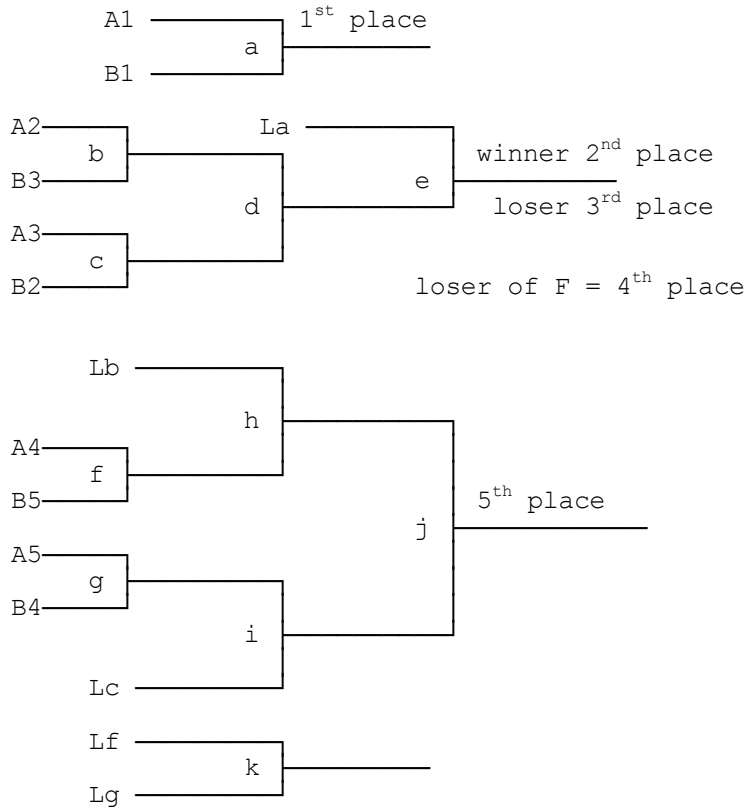 A1
1st place
a
B1
A2
La
b
winner 2nd place
B3
e
d
loser 3rd place
A3
c
B2
loser of F = 4th place
Lb
h
A4
f
B5
5th place
j
A5
g
B4
i
Lc
Lf
k
Lg